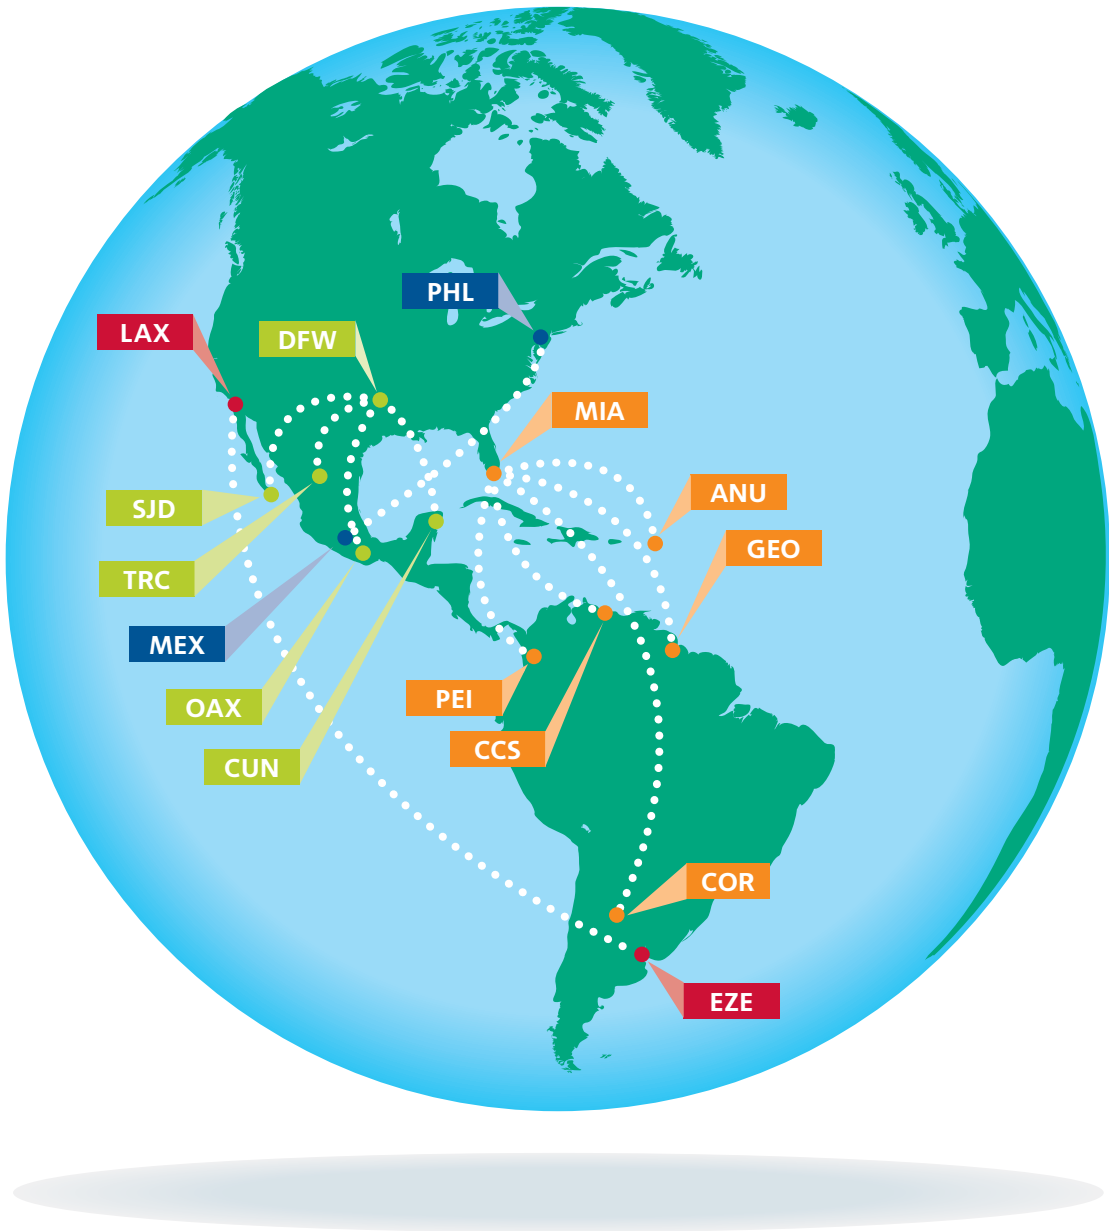 PHL
LAX
DFW
MIA
ANU
SJD
GEO
TRC
MEX
PEI
OAX
CCS
CUN
COR
EZE